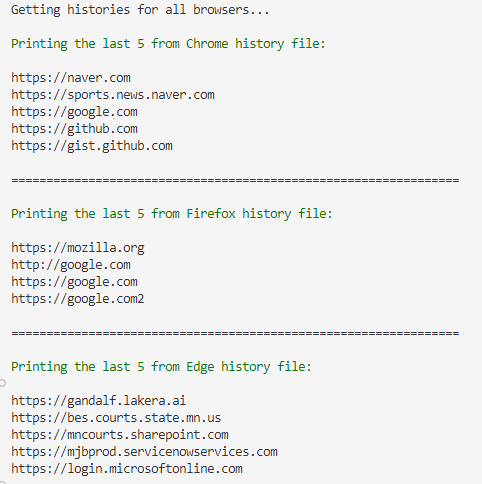 Getting histories for all browsers...
Printing the last 5 from Chrome history file:
https://naver.com
https://sports.news.naver.com
https://google.com
https://github.com
https://gist.github.com
================================================================
Printing the last 5 from Firefox history file:
https://mozilla.org
http://google.com
https://google.com
https://google.com2
================================================================
Printing the last 5 from Edge history file:
https://gandalf.lakera.ai
https://bes.courts.state.mn.us
https://mncourts.sharepoint.com
https://mjbprod.servicenowservices.com
https://login.microsoftonline.com